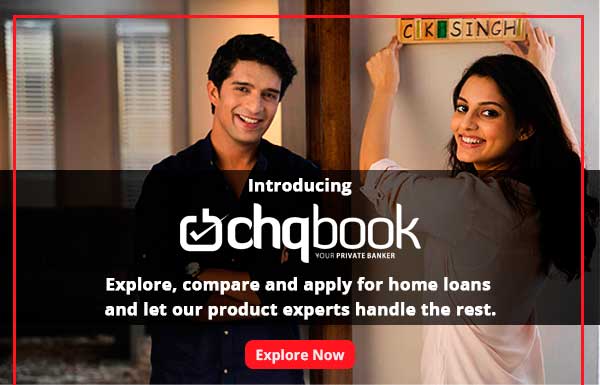 CK SINGH
Introducing
chqbook
YOUR PRIVATE BANKER
Explore, compare and apply for home loans
and let our product experts handle the rest.
Explore Now